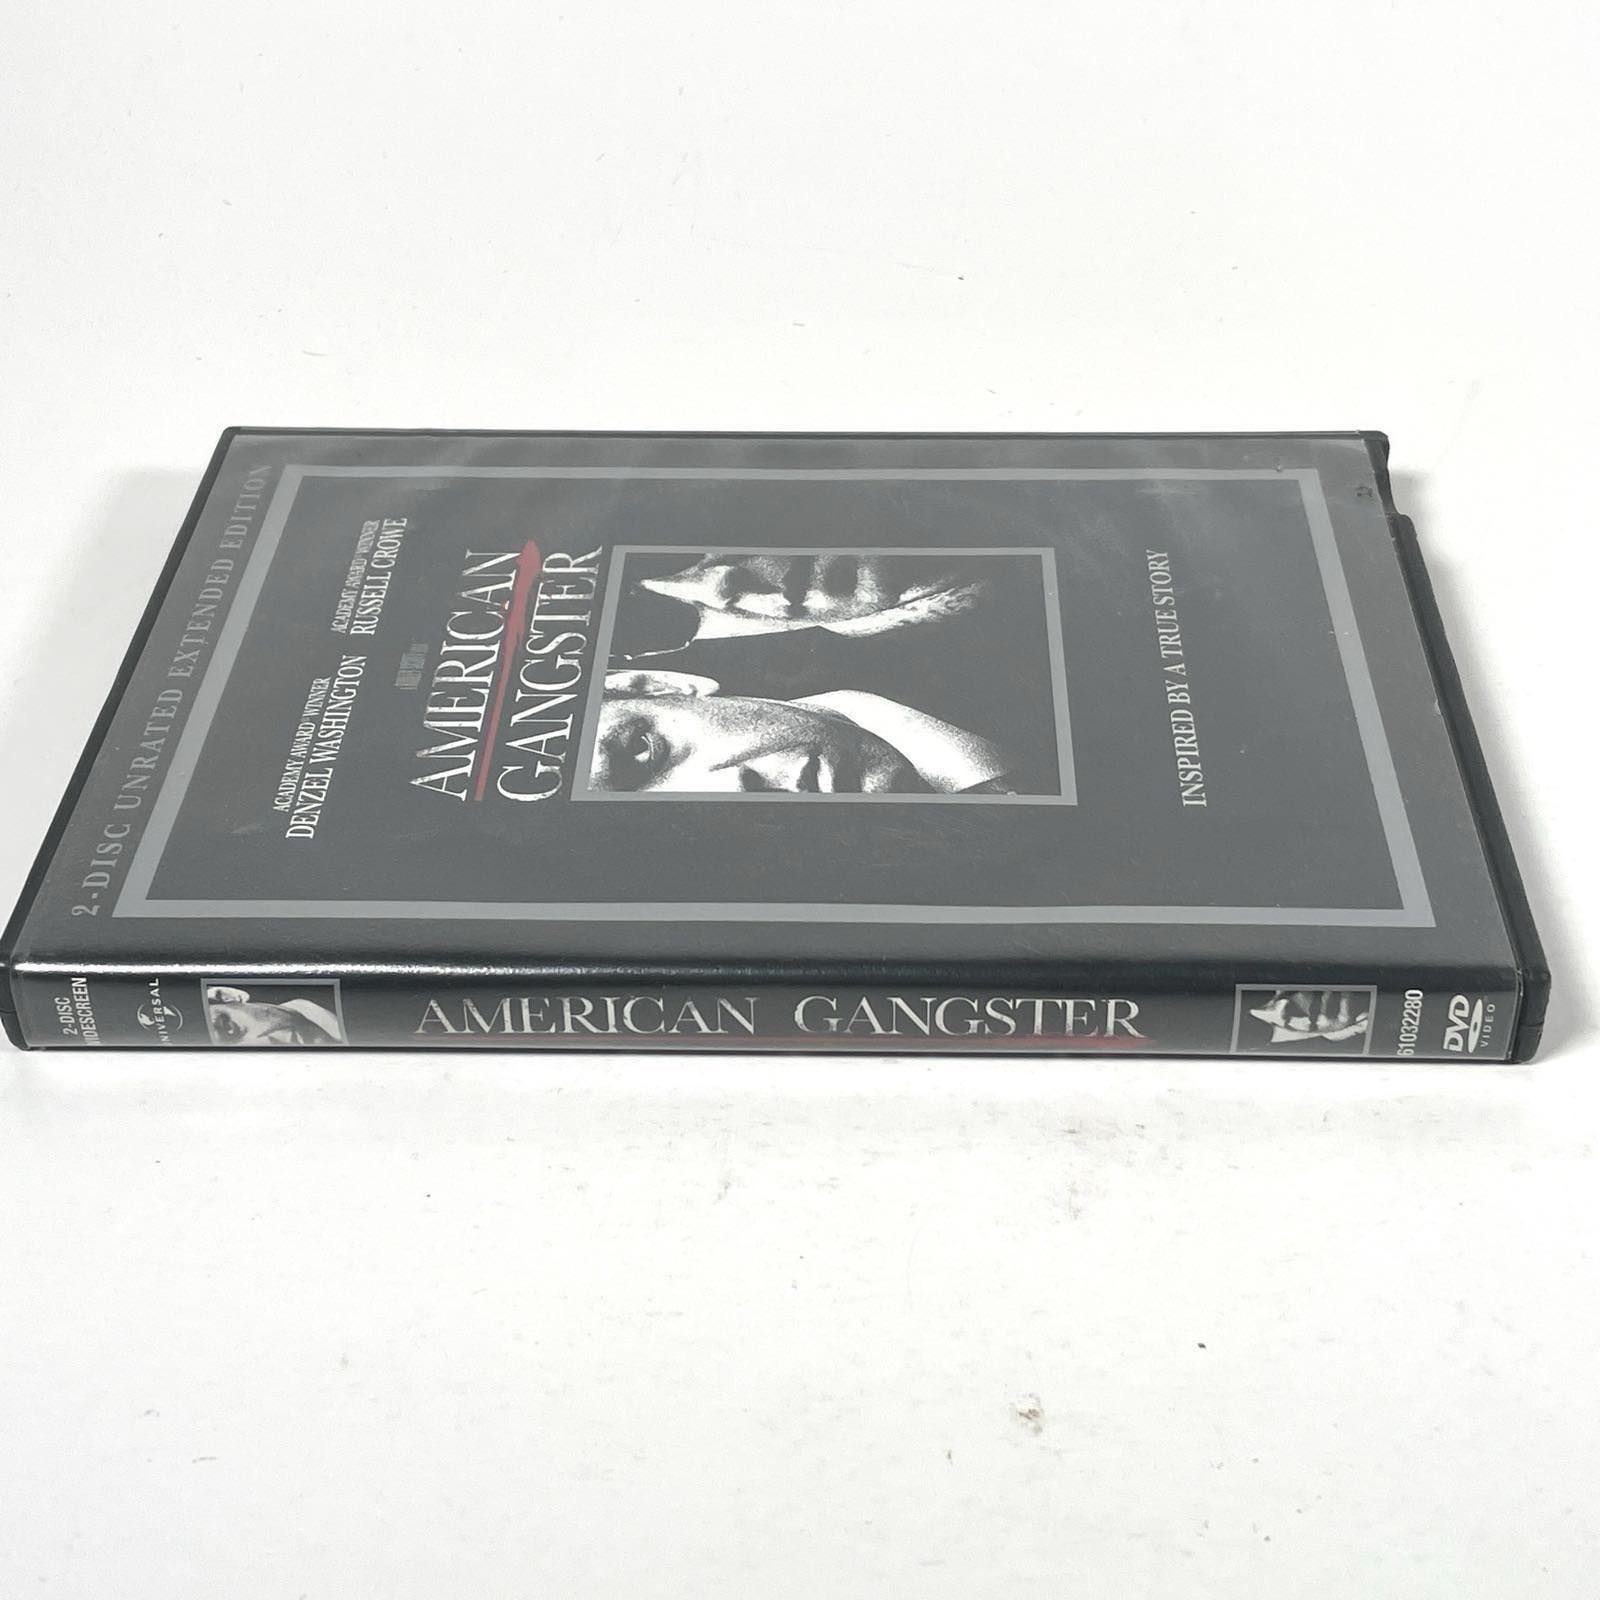 2-DISC UNRATED EXTENDED EDITION
ACADEMY AWARD® WINNER
DENZEL WASHINGTON
ACADEMY AWARD® WINNER
RUSSELL CROWE
AMERICAN
GANGSTER
INSPIRED BY A TRUE STORY
2-DISC
WIDESCREEN
UNIVERSAL
AMERICAN GANGSTER
61032280
DVD
VIDEO